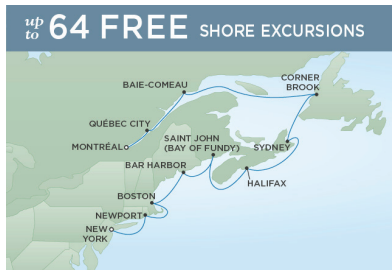 up to 64 FREE SHORE EXCURSIONS
BAIE-COMEAU
CORNER
BROOK
QUÉBEC CITY
SAINT JOHN
(BAY OF FUNDY)
SYDNEY
MONTRÉAL
BAR HARBOR
HALIFAX
BOSTON
NEWPORT
NEW
YORK